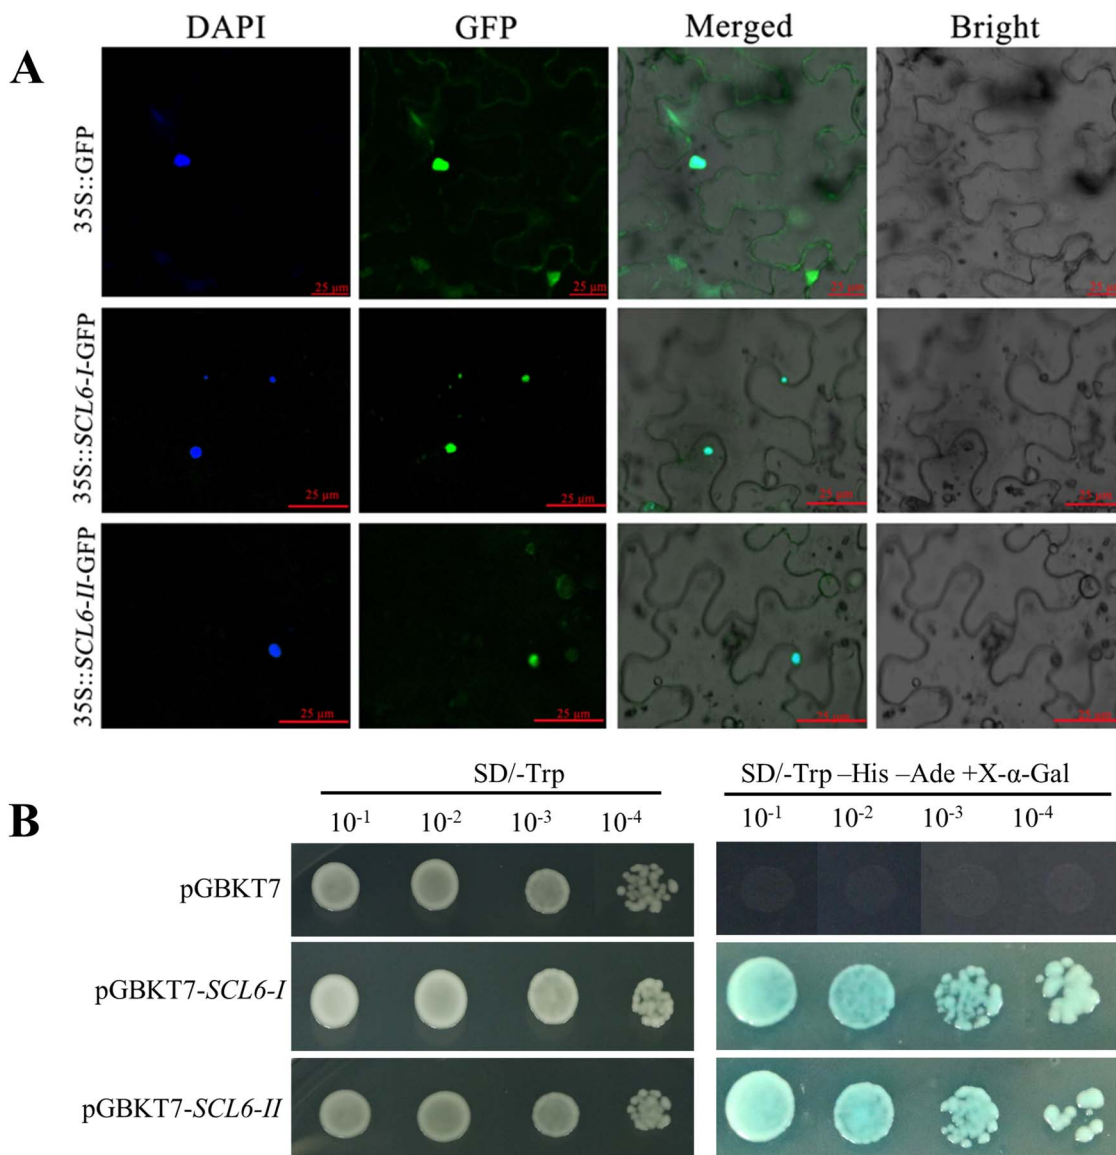 A
DAPI GFP Merged Bright
35S::GFP
25 μm 25 μm 25 μm 25 μm
35S::SCL6-I-GFP
25 μm 25 μm 25 μm 25 μm
35S::SCL6-II-GFP
25 μm 25 μm 25 μm 25 μm
B
SD/-Trp SD/-Trp –His –Ade +X-α-Gal
10⁻¹ 10⁻² 10⁻³ 10⁻⁴ 10⁻¹ 10⁻² 10⁻³ 10⁻⁴
pGBKT7
pGBKT7-SCL6-I
pGBKT7-SCL6-II